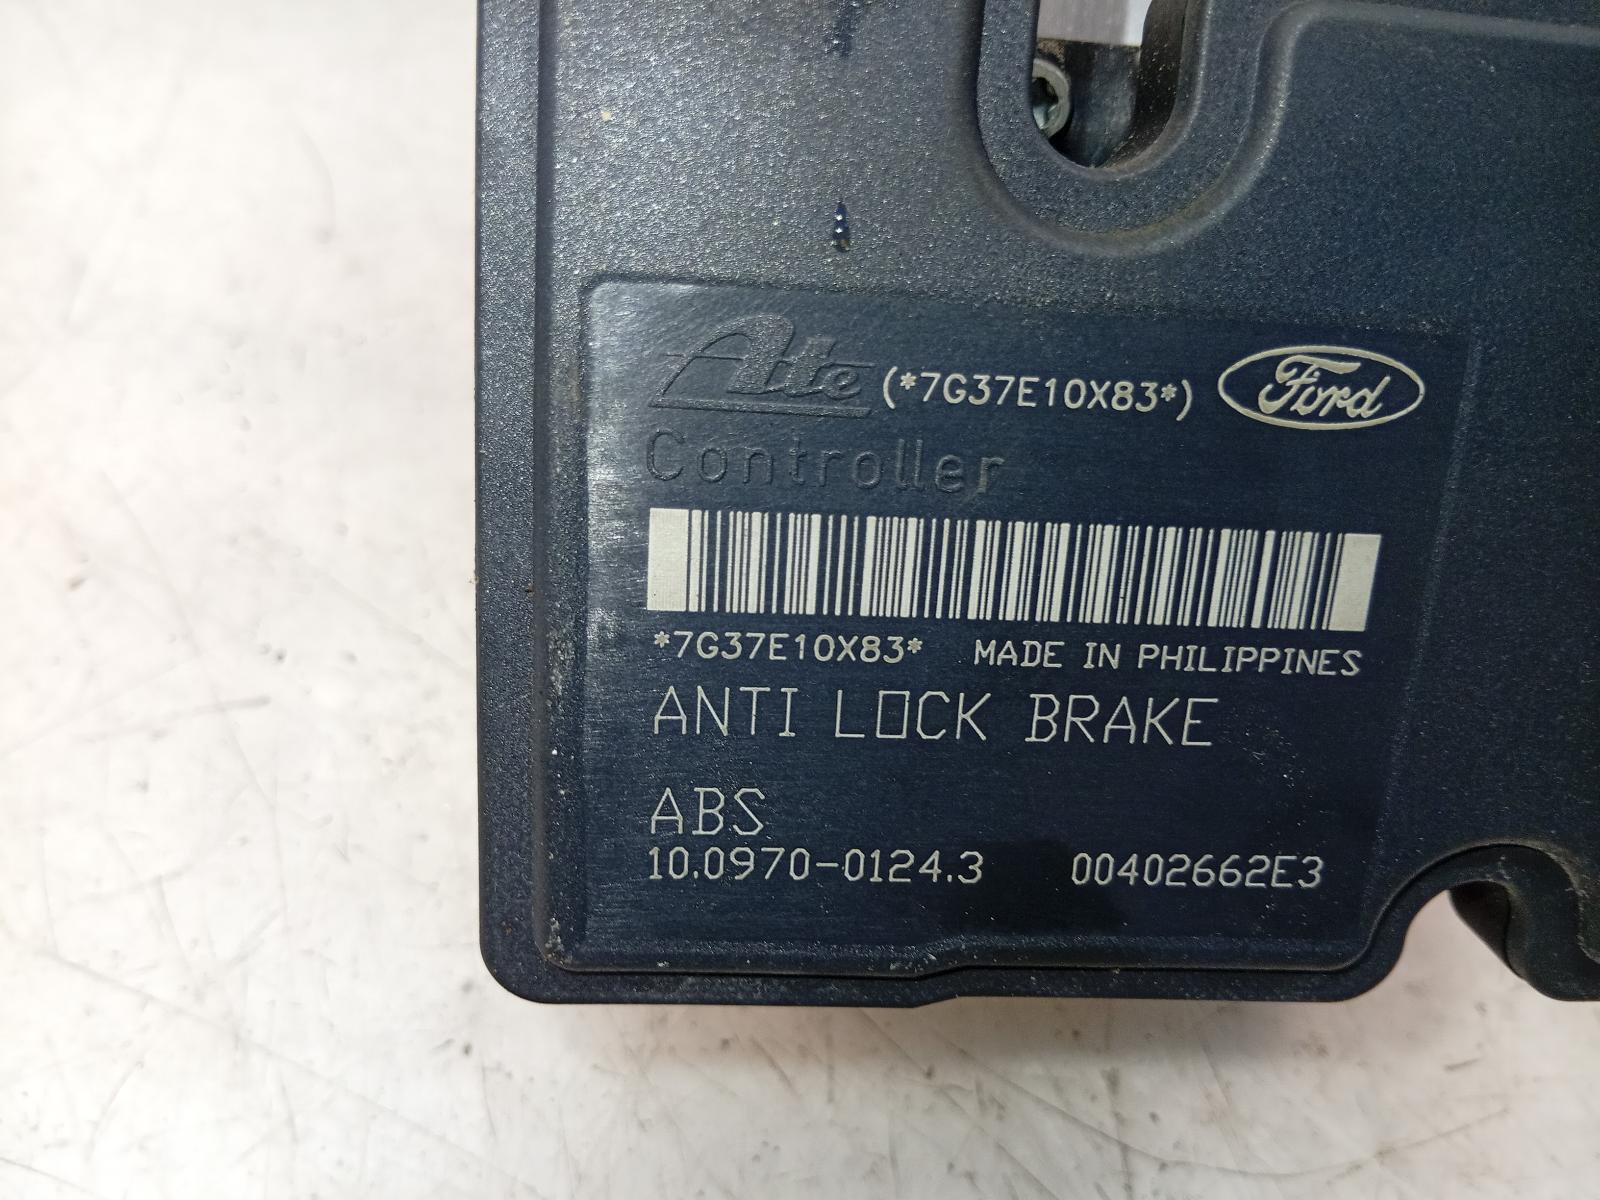 Ate (*7G37E10X83*) Ford
Controller
*7G37E10X83* MADE IN PHILIPPINES
ANTI LOCK BRAKE
ABS
10.0970-0124.3 00402662E3